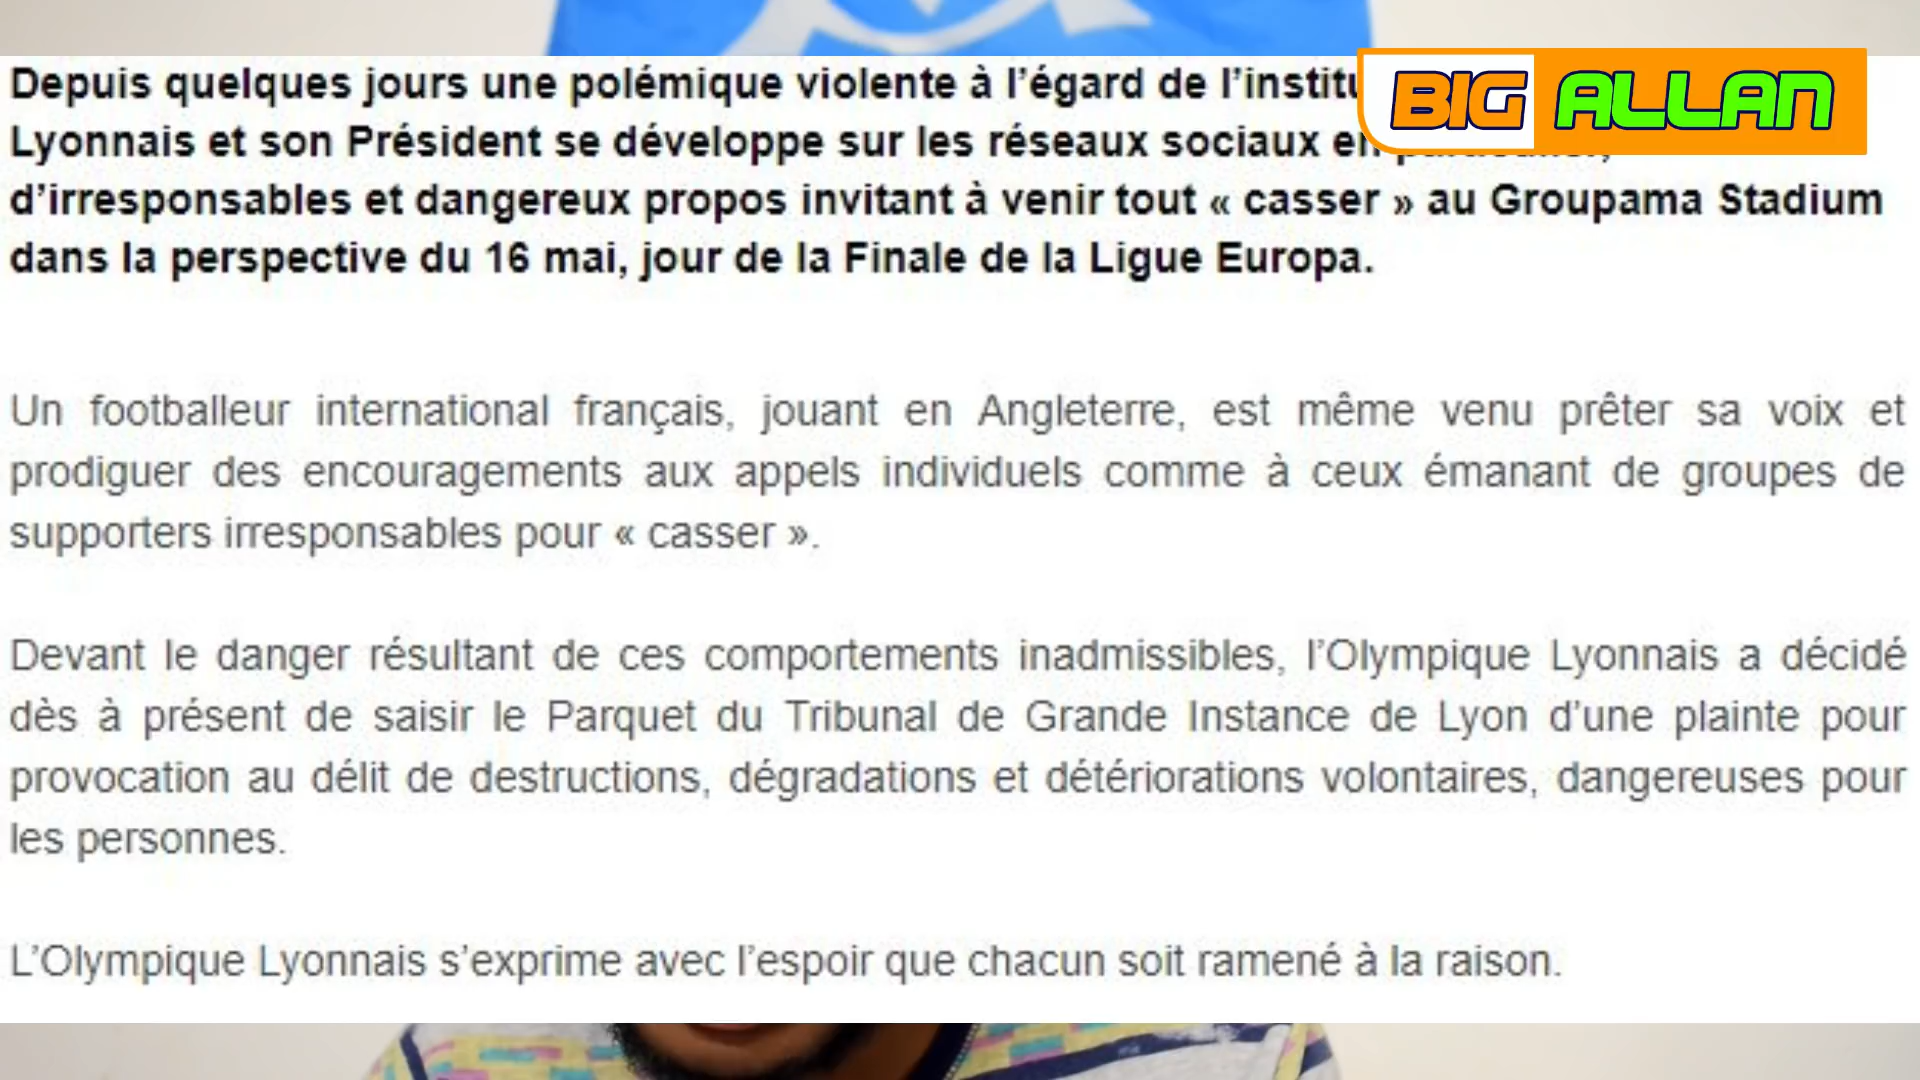 Depuis quelques jours une polémique violente à l’égard de
Lyonnais et son Président se développe sur les réseaux sociaux en
d’irresponsables et dangereux propos invitant à venir tout « casser » au Groupama Stadium
dans la perspective du 16 mai, jour de la Finale de la Ligue Europa.
Un footballeur international français, jouant en Angleterre, est même venu prêter sa voix et
prodiguer des encouragements aux appels individuels comme à ceux émanant de groupes de
supporters irresponsables pour « casser ».
Devant le danger résultant de ces comportements inadmissibles, l’Olympique Lyonnais a décidé
dès à présent de saisir le Parquet du Tribunal de Grande Instance de Lyon d’une plainte pour
provocation au délit de destructions, dégradations et détériorations volontaires, dangereuses pour
les personnes.
L’Olympique Lyonnais s’exprime avec l’espoir que chacun soit ramené à la raison.
BIG ALLAN